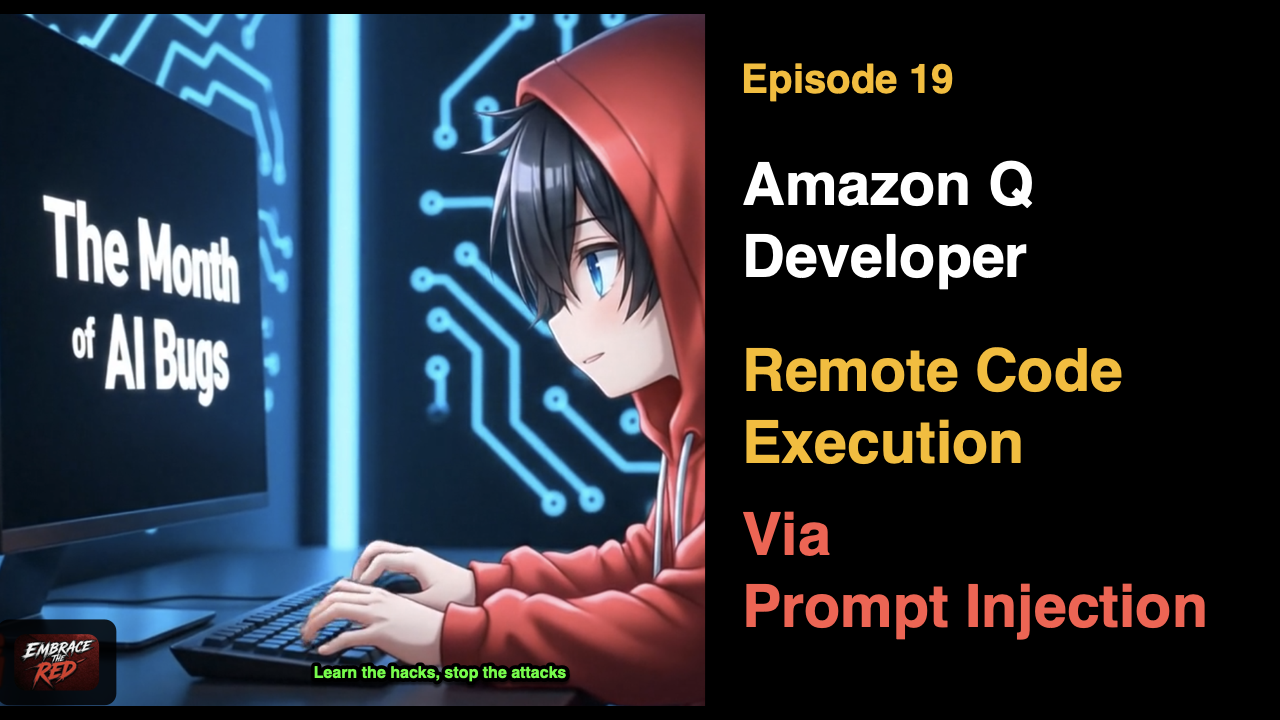 The Month
of AI Bugs
EMBRACE
THE
RED
Learn the hacks, stop the attacks
Episode 19
Amazon Q
Developer
Remote Code
Execution
Via
Prompt Injection